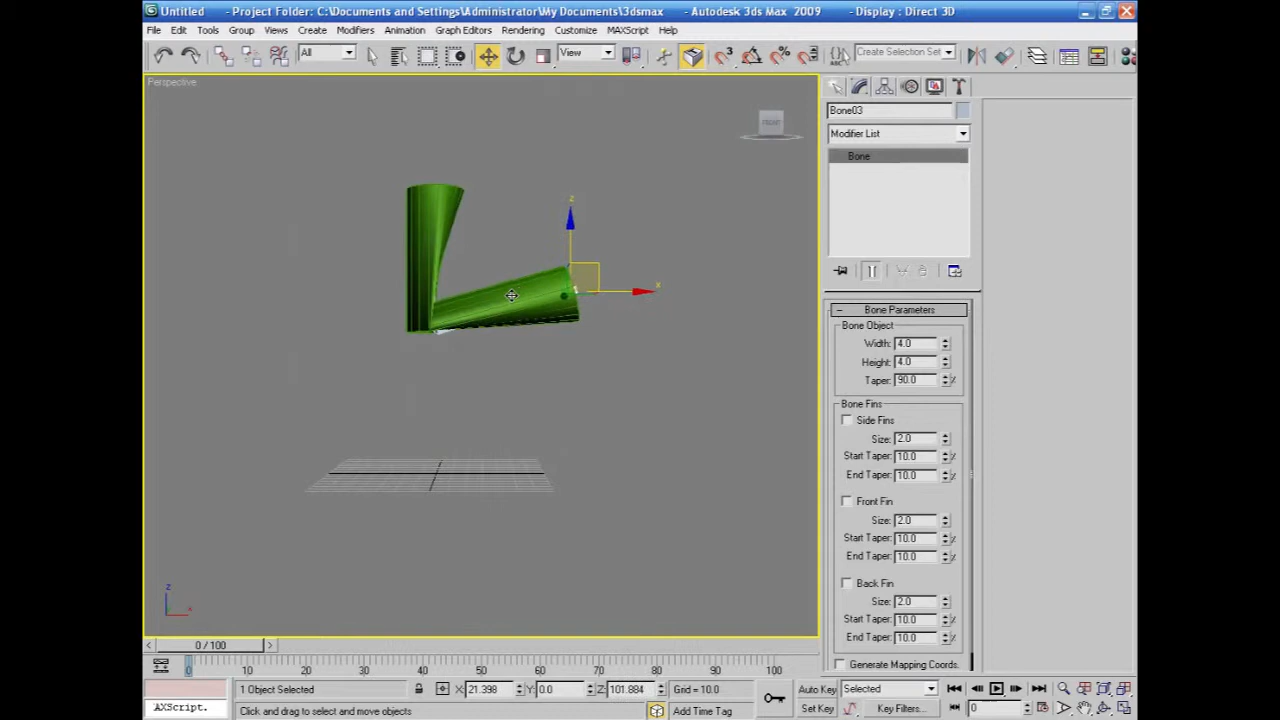 Untitled - Project Folder: C:\Documents and Settings\Administrator\My Documents\3dsmax - Autodesk 3ds Max 2009 - Display : Direct 3D
File Edit Tools Group Views Create Modifiers Animation Graph Editors Rendering Customize MAXScript Help
All View Create Selection Set
Perspective
FRONT
z
x
z
x
Bone03
Modifier List
Bone
Bone Parameters
Bone Object
Width: 4.0
Height: 4.0
Taper: 90.0
Bone Fins
Side Fins
Size: 2.0
Start Taper: 10.0
End Taper: 10.0
Front Fin
Size: 2.0
Start Taper: 10.0
End Taper: 10.0
Back Fin
Size: 2.0
Start Taper: 10.0
End Taper: 10.0
Generate Mapping Coords.
0 / 100
0 10 20 30 40 50 60 70 80 90 100
1 Object Selected X: 21.398 Y: 0.0 Z: 101.884 Grid = 10.0 Auto Key Selected
AXScript. Click and drag to select and move objects Add Time Tag Set Key Key Filters... 0